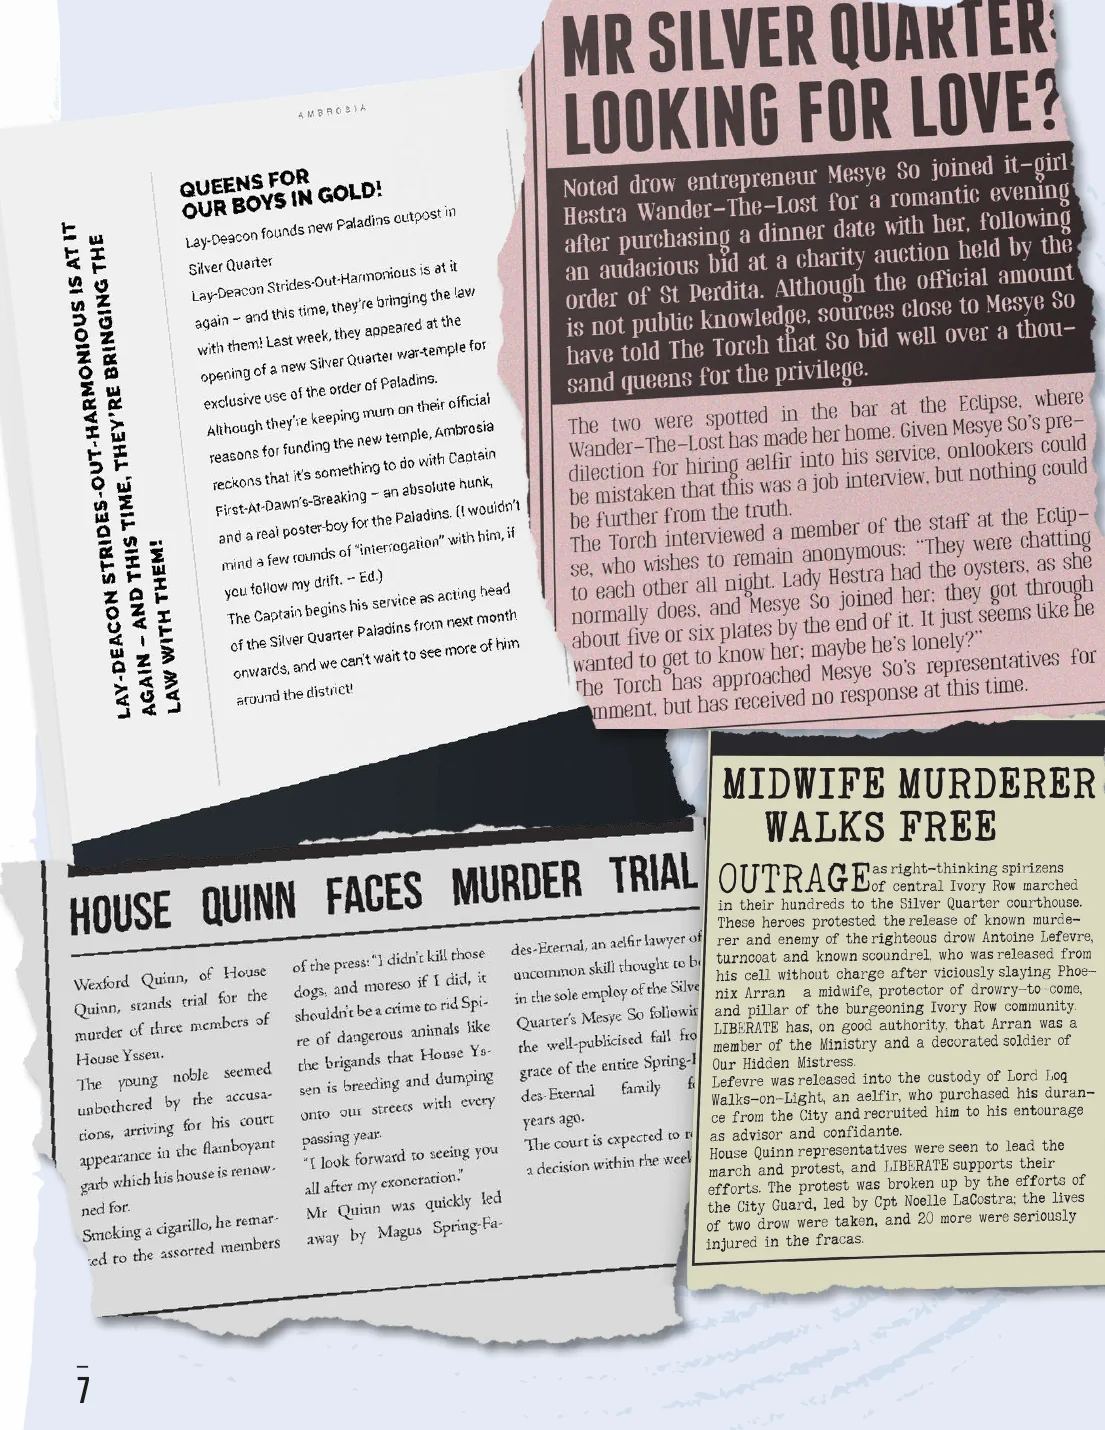 AMBROSIA
LAY-DEACON STRIDES-OUT-HARMONIOUS IS AT IT
AGAIN – AND THIS TIME, THEY'RE BRINGING THE
LAW WITH THEM!
QUEENS FOR
OUR BOYS IN GOLD!
Lay-Deacon founds new Paladins outpost in
Silver Quarter
Lay-Deacon Strides-Out-Harmonious is at it
again – and this time, they're bringing the law
with them! Last week, they appeared at the
opening of a new Silver Quarter war-temple for
exclusive use of the order of Paladins.
Although they're keeping mum on their official
reasons for funding the new temple, Ambrosia
reckons that it's something to do with Captain
First-At-Dawn's-Breaking – an absolute hunk,
and a real poster-boy for the Paladins. (I wouldn't
mind a few rounds of "interrogation" with him, if
you follow my drift. – Ed.)
The Captain begins his service as acting head
of the Silver Quarter Paladins from next month
onwards, and we can't wait to see more of him
around the district!
MR SILVER QUARTER:
LOOKING FOR LOVE?
Noted drow entrepreneur Mesye So joined it-girl
Hestra Wander-The-Lost for a romantic evening
after purchasing a dinner date with her, following
an audacious bid at a charity auction held by the
order of St Perdita. Although the official amount
is not public knowledge, sources close to Mesye So
have told The Torch that So bid well over a thou-
sand queens for the privilege.
The two were spotted in the bar at the Eclipse, where
Wander-The-Lost has made her home. Given Mesye So's pre-
dilection for hiring aelfir into his service, onlookers could
be mistaken that this was a job interview, but nothing could
be further from the truth.
The Torch interviewed a member of the staff at the Eclip-
se, who wishes to remain anonymous: "They were chatting
to each other all night. Lady Hestra had the oysters, as she
normally does, and Mesye So joined her; they got through
about five or six plates by the end of it. It just seems like he
wanted to get to know her; maybe he's lonely?"
The Torch has approached Mesye So's representatives for
mment, but has received no response at this time.
HOUSE QUINN FACES MURDER TRIAL
Wexford Quinn, of House
Quinn, stands trial for the
murder of three members of
House Yssen.
The young noble seemed
unbothered by the accusa-
tions, arriving for his court
appearance in the flamboyant
garb which his house is renow-
ned for.
Smoking a cigarillo, he remar-
ked to the assorted members
of the press: "I didn't kill those
dogs, and moreso if I did, it
shouldn't be a crime to rid Spi-
re of dangerous animals like
the brigands that House Ys-
sen is breeding and dumping
onto our streets with every
passing year.
"I look forward to seeing you
all after my exoneration."
Mr Quinn was quickly led
away by Magus Spring-Fa-
des-Eternal, an aelfir lawyer of
uncommon skill thought to be
in the sole employ of the Silve
Quarter's Mesye So followin
the well-publicised fall fro
grace of the entire Spring-F
des-Eternal family f
years ago.
The court is expected to r
a decision within the week
MIDWIFE MURDERER
WALKS FREE
OUTRAGE as right-thinking spirizens
of central Ivory Row marched
in their hundreds to the Silver Quarter courthouse.
These heroes protested the release of known murde-
rer and enemy of the righteous drow Antoine Lefevre,
turncoat and known scoundrel, who was released from
his cell without charge after viciously slaying Phoe-
nix Arran a midwife, protector of drowry-to-come,
and pillar of the burgeoning Ivory Row community.
LIBERATE has, on good authority, that Arran was a
member of the Ministry and a decorated soldier of
Our Hidden Mistress.
Lefevre was released into the custody of Lord Loq
Walks-on-Light, an aelfir, who purchased his duran-
ce from the City and recruited him to his entourage
as advisor and confidante.
House Quinn representatives were seen to lead the
march and protest, and LIBERATE supports their
efforts. The protest was broken up by the efforts of
the City Guard, led by Cpt Noelle LaCostra; the lives
of two drow were taken, and 20 more were seriously
injured in the fracas.
7